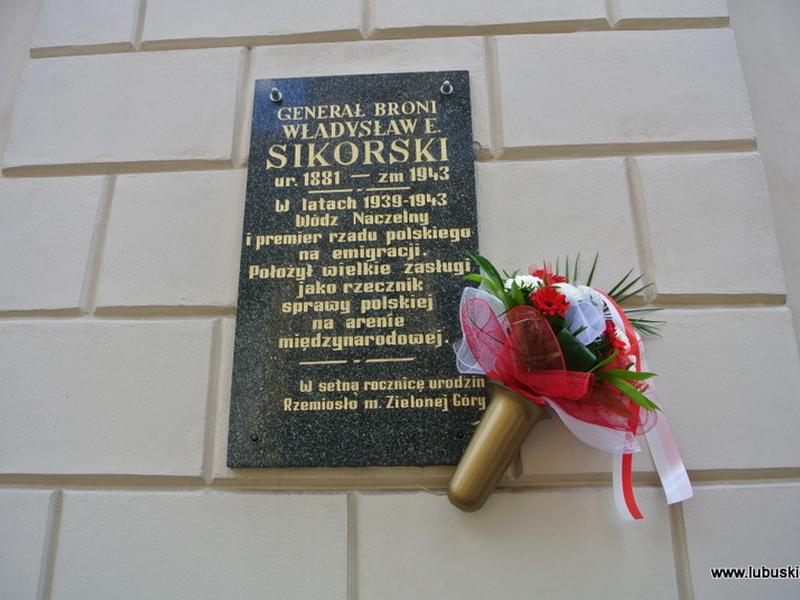 GENERAŁ BRONI
WŁADYSŁAW E.
SIKORSKI
ur. 1881 — zm 1943
W latach 1939-1943
Wódz Naczelny
i premier rządu polskiego
na emigracji.
Położył wielkie zasługi
jako rzecznik
sprawy polskiej
na arenie
międzynarodowej.
W setną rocznicę urodzin
Rzemiosło m. Zielonej Góry
www.lubuski